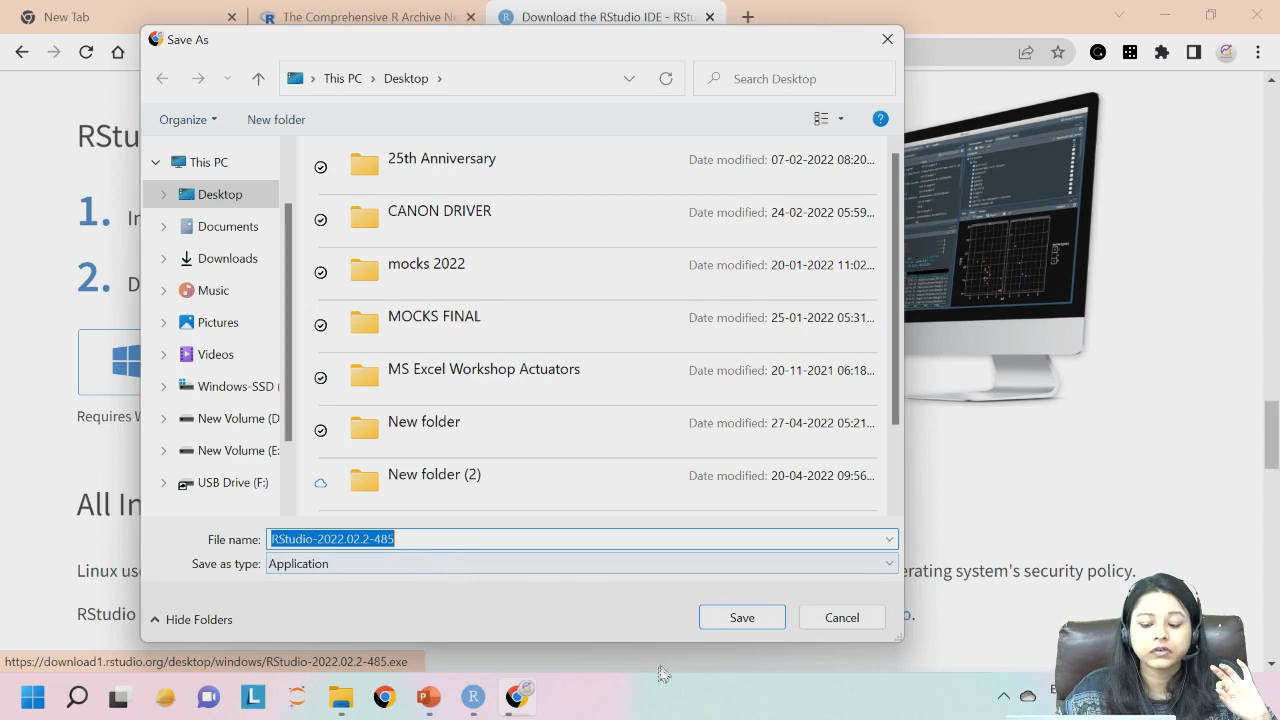 New Tab
The Comprehensive R Archive Ne
Download the RStudio IDE - RStu
Save As
This PC
Desktop
Search Desktop
Organize
New folder
RStu
1.
In
2.
D
Requires W
This PC
Desktop
Documents
Downloads
Pictures
Videos
Windows-SSD (
New Volume (D
New Volume (E:
USB Drive (F:)
25th Anniversary
Date modified: 07-02-2022 08:20...
CANON DRIVER
Date modified: 24-02-2022 03:59...
mocks 2022
Date modified: 20-01-2022 11:02...
MOCKS FINAL
Date modified: 25-01-2022 05:31...
MS Excel Workshop Actuators
Date modified: 20-11-2021 06:18...
New folder
Date modified: 27-04-2022 05:21...
New folder (2)
Date modified: 20-04-2022 09:56...
File name: RStudio-2022.02.2-485
Save as type: Application
Hide Folders
Save
Cancel
All In
Linux us
erating system's security policy.
RStudio
https://download1.rstudio.org/desktop/windows/RStudio-2022.02.2-485.exe